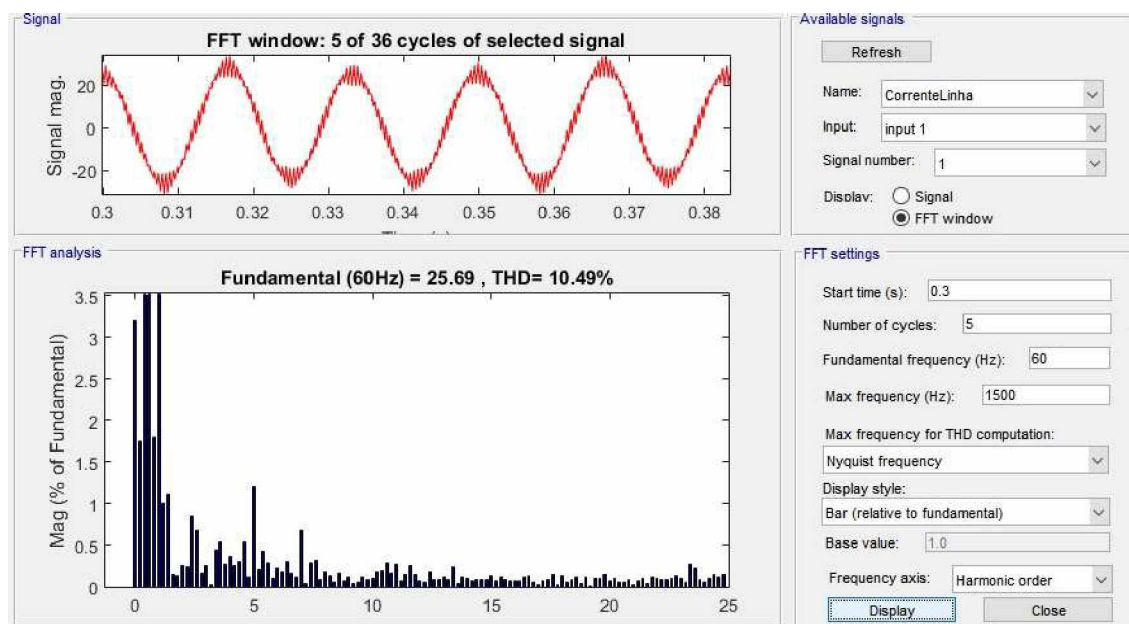 Signal
FFT window: 5 of 36 cycles of selected signal
Signal mag.
20
0
-20
0.3 0.31 0.32 0.33 0.34 0.35 0.36 0.37 0.38
FFT analysis
Fundamental (60Hz) = 25.69 , THD= 10.49%
Mag (% of Fundamental)
3.5
3
2.5
2
1.5
1
0.5
0
0 5 10 15 20 25
Available signals
Refresh
Name: CorrenteLinha
Input: input 1
Signal number: 1
Display: Signal
FFT window
FFT settings
Start time (s): 0.3
Number of cycles: 5
Fundamental frequency (Hz): 60
Max frequency (Hz): 1500
Max frequency for THD computation:
Nyquist frequency
Display style:
Bar (relative to fundamental)
Base value: 1.0
Frequency axis: Harmonic order
Display Close